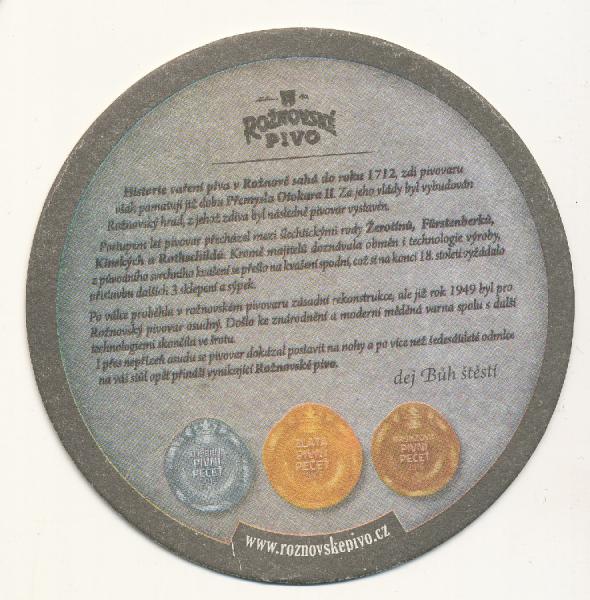 ROŽNOVSKÉ
PIVO
Historie vaření piva v Rožnově sahá do roku 1712, zdi pivovaru
však pamatují již dobu Přemysla Otokara II. Za jeho vlády byl vybudován
Rožnovský hrad, z jehož zdiva byl následně pivovar vystavěn.
Postupem let pivovar přecházal mezi šlechtickými rody Žerotínů, Fürstenberků,
Kinských a Rothschildů. Kromě majitelů doznávala obměn i technologie výroby,
z původního svrchního kvašení se přešlo na kvašení spodní, což si na konci 18. století vyžádalo
přístavbu dalších 3 sklepení a sýpek.
Po válce proběhla v rožnovském pivovaru zásadní rekonstrukce, ale již rok 1949 byl pro
Rožnovský pivovar osudný. Došlo ke znárodnění a moderní měděná varna spolu s další
technologiemi skončila ve šrotu.
I přes nepřízeň osudu se pivovar dokázal postavit na nohy a po více než šedesátileté odmlce
na váš stůl opět přináší vynikající Rožnovské pivo.
dej Bůh štěstí
STŘÍBRNÁ
PIVNÍ
PEČEŤ
ZLATÁ
PIVNÍ
PEČEŤ
BRONZOVÁ
PIVNÍ
PEČEŤ
www.roznovskepivo.cz